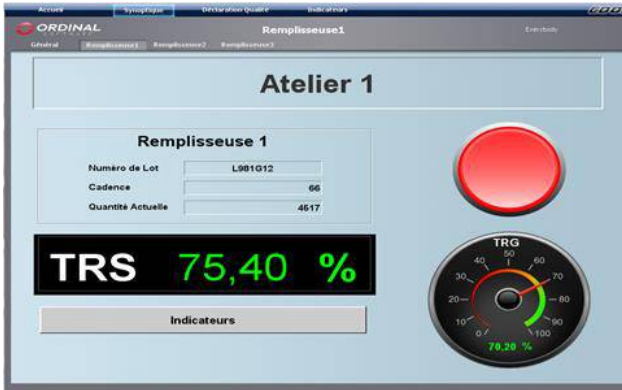 Accueil Synoptique Déclaration Qualité Indicateurs
ORDINAL
SOFTWARE
Remplisseuse1
Everybody
Général Remplisseuse1 Remplisseuse2 Remplisseuse3
Atelier 1
Remplisseuse 1
Numéro de Lot L981G12
Cadence 66
Quantité Actuelle 4617
TRS 75,40 %
Indicateurs
TRG
0 10 20 30 40 50 60 70 80 90 100
70,20 %